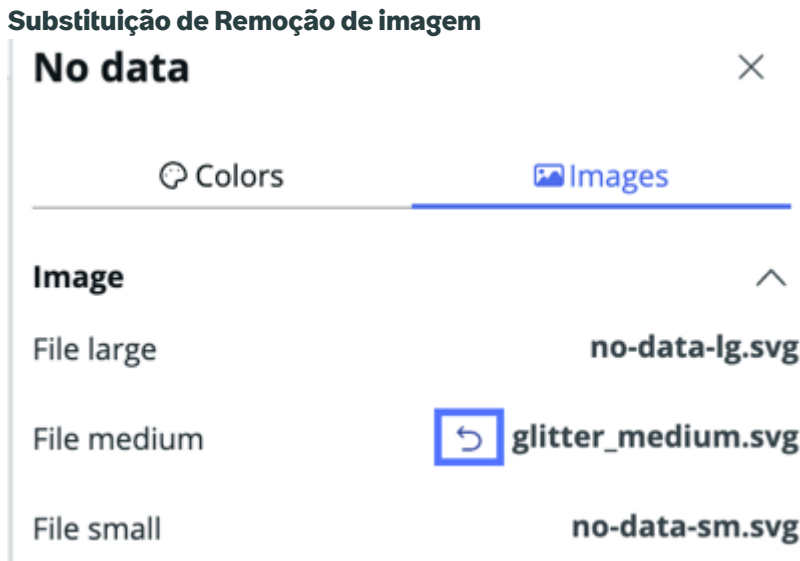 Substituição de Remoção de imagem
No data
Colors Images
Image
File large no-data-lg.svg
File medium glitter_medium.svg
File small no-data-sm.svg